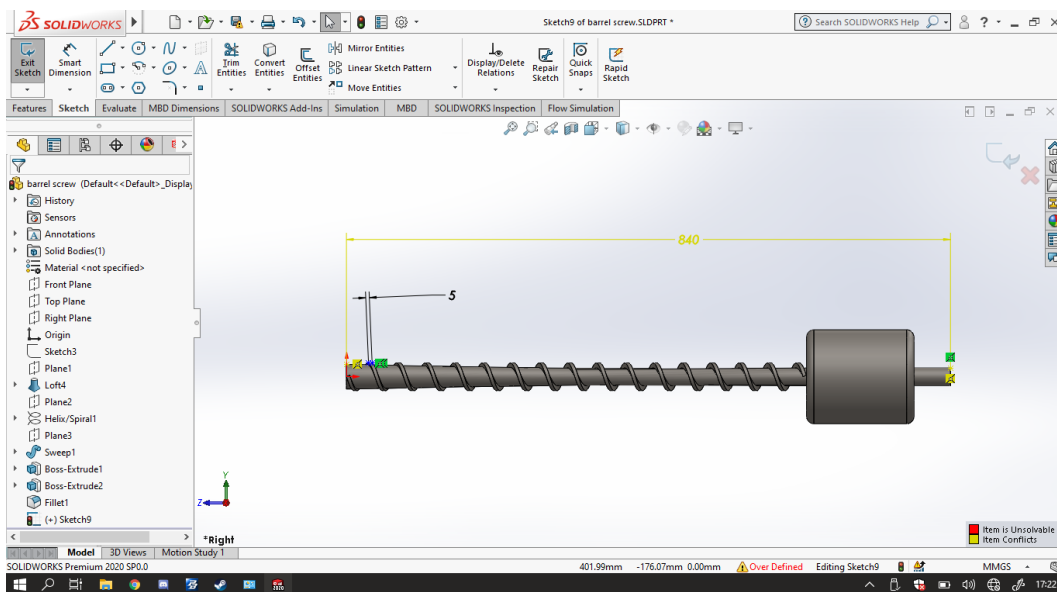 SOLIDWORKS
Sketch9 of barrel screw.SLDPRT *
Search SOLIDWORKS Help
Exit Sketch
Smart Dimension
Trim Entities
Convert Entities
Offset Entities
Mirror Entities
Linear Sketch Pattern
Move Entities
Display/Delete Relations
Repair Sketch
Quick Snaps
Rapid Sketch
Features Sketch Evaluate MBD Dimensions SOLIDWORKS Add-Ins Simulation MBD SOLIDWORKS Inspection Flow Simulation
barrel screw (Default<<Default>_Display
History
Sensors
Annotations
Solid Bodies(1)
Material <not specified>
Front Plane
Top Plane
Right Plane
Origin
Sketch3
Plane1
Loft4
Plane2
Helix/Spiral1
Plane3
Sweep1
Boss-Extrude1
Boss-Extrude2
Fillet1
(+) Sketch9
840
5
Y
Z
*Right
Item is Unsolvable
Item Conflicts
Model 3D Views Motion Study 1
SOLIDWORKS Premium 2020 SP0.0
401.99mm -176.07mm 0.00mm Over Defined Editing Sketch9 MMGS
17:22